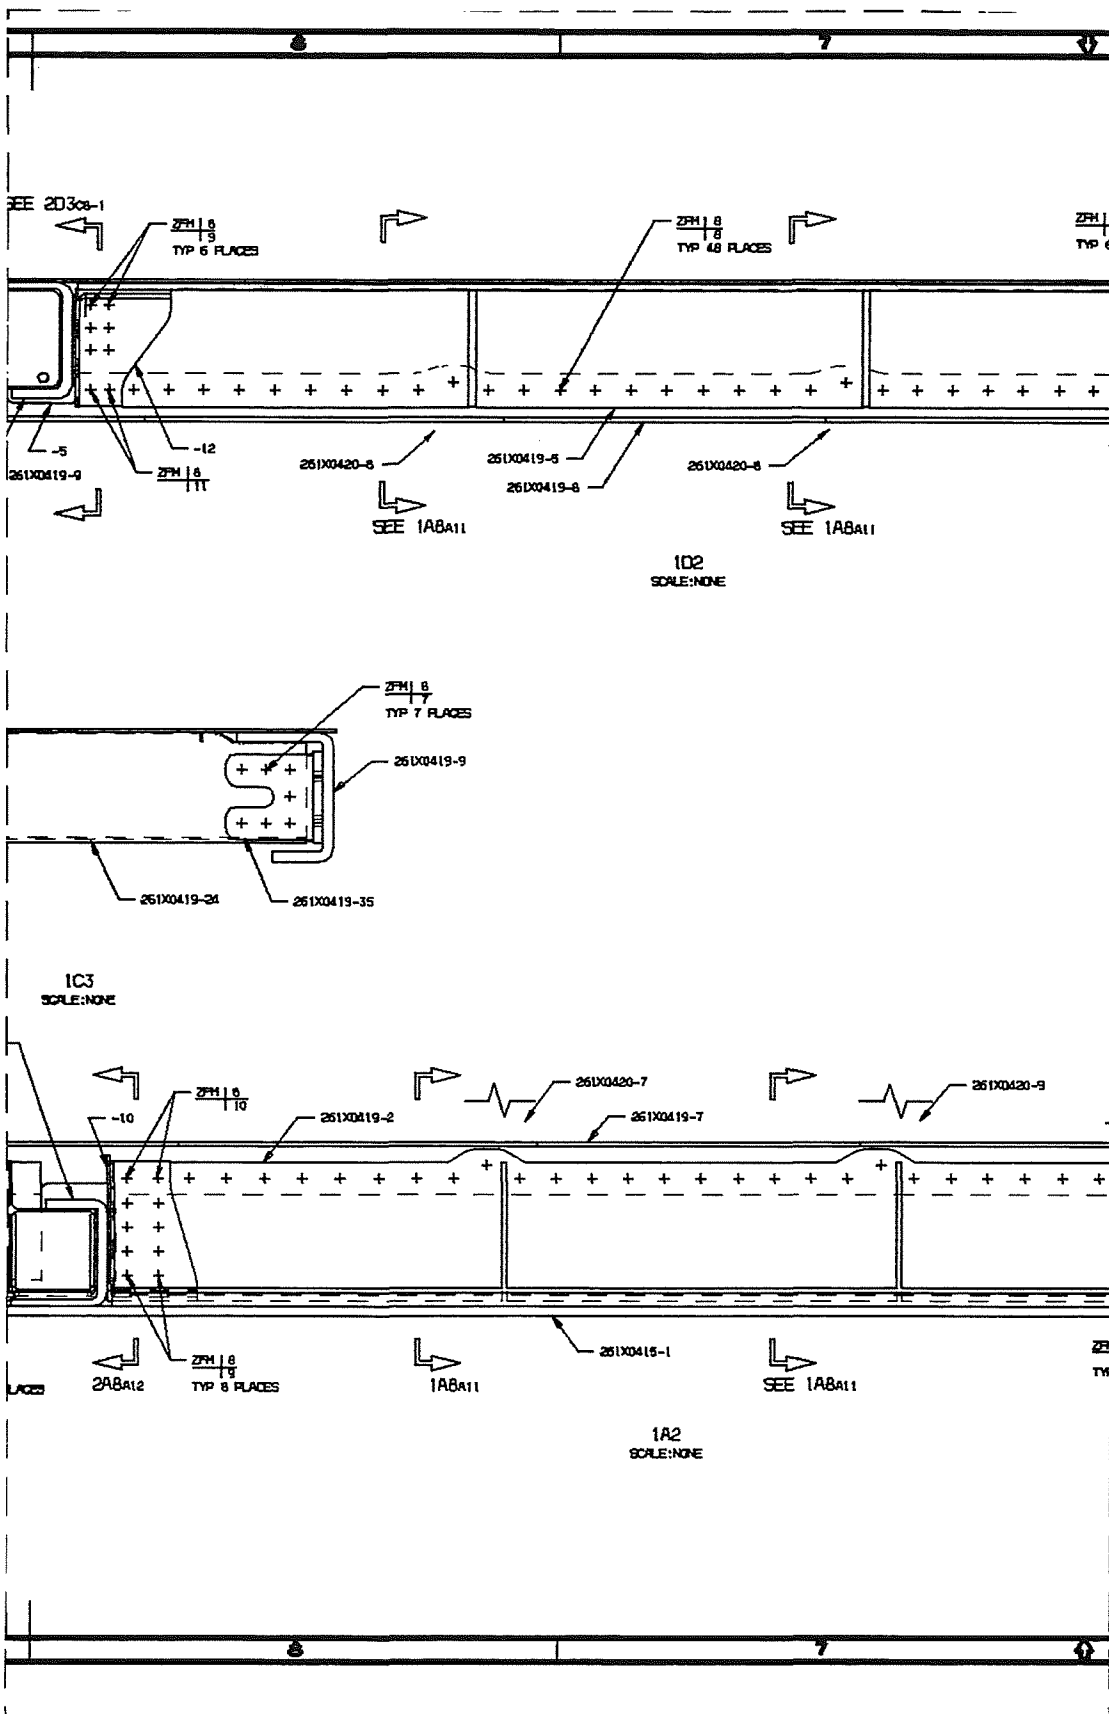 8 7
SEE 2D3C8-1
ZFM 6
9
TYP 6 PLACES
ZFM 8
8
TYP 48 PLACES
-5
261X0419-9
-12
ZFM 6
11
261X0420-8
261X0419-6
261X0419-8
261X0420-8
SEE 1A8A11
SEE 1A8A11
1D2
SCALE:NONE
ZFM 8
7
TYP 7 PLACES
261X0419-9
261X0419-24
261X0419-35
1C3
SCALE:NONE
-10
ZFM 6
10
261X0419-2
261X0420-7
261X0419-7
261X0420-9
261X0415-1
ZFM 8
9
TYP 8 PLACES
2A8A12
1A8A11
SEE 1A8A11
1A2
SCALE:NONE
8 7